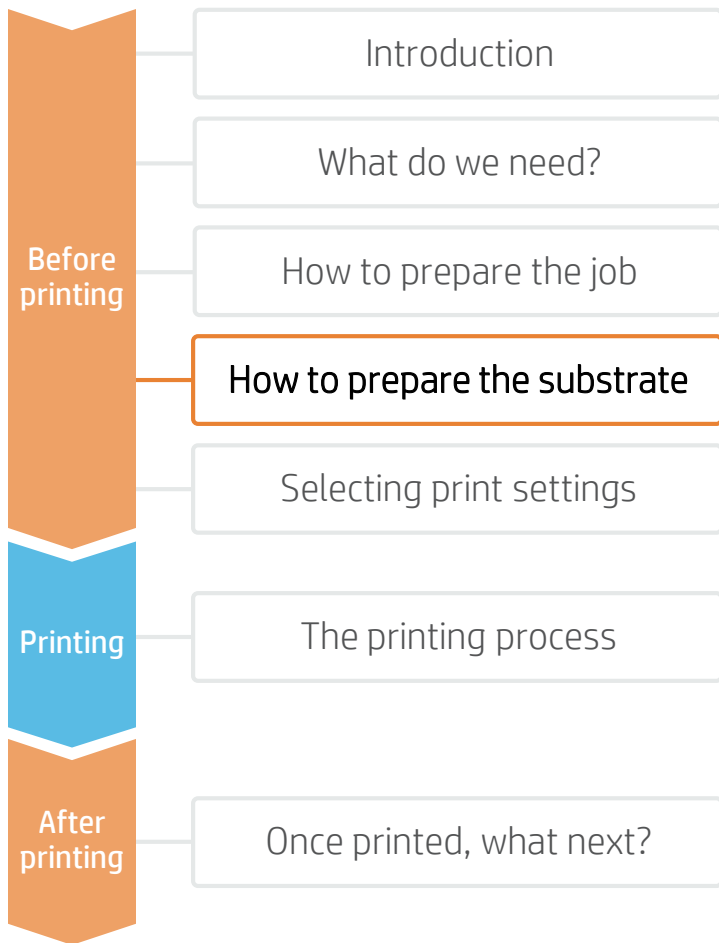 Before
printing
Introduction
What do we need?
How to prepare the job
How to prepare the substrate
Selecting print settings
Printing
The printing process
After
printing
Once printed, what next?